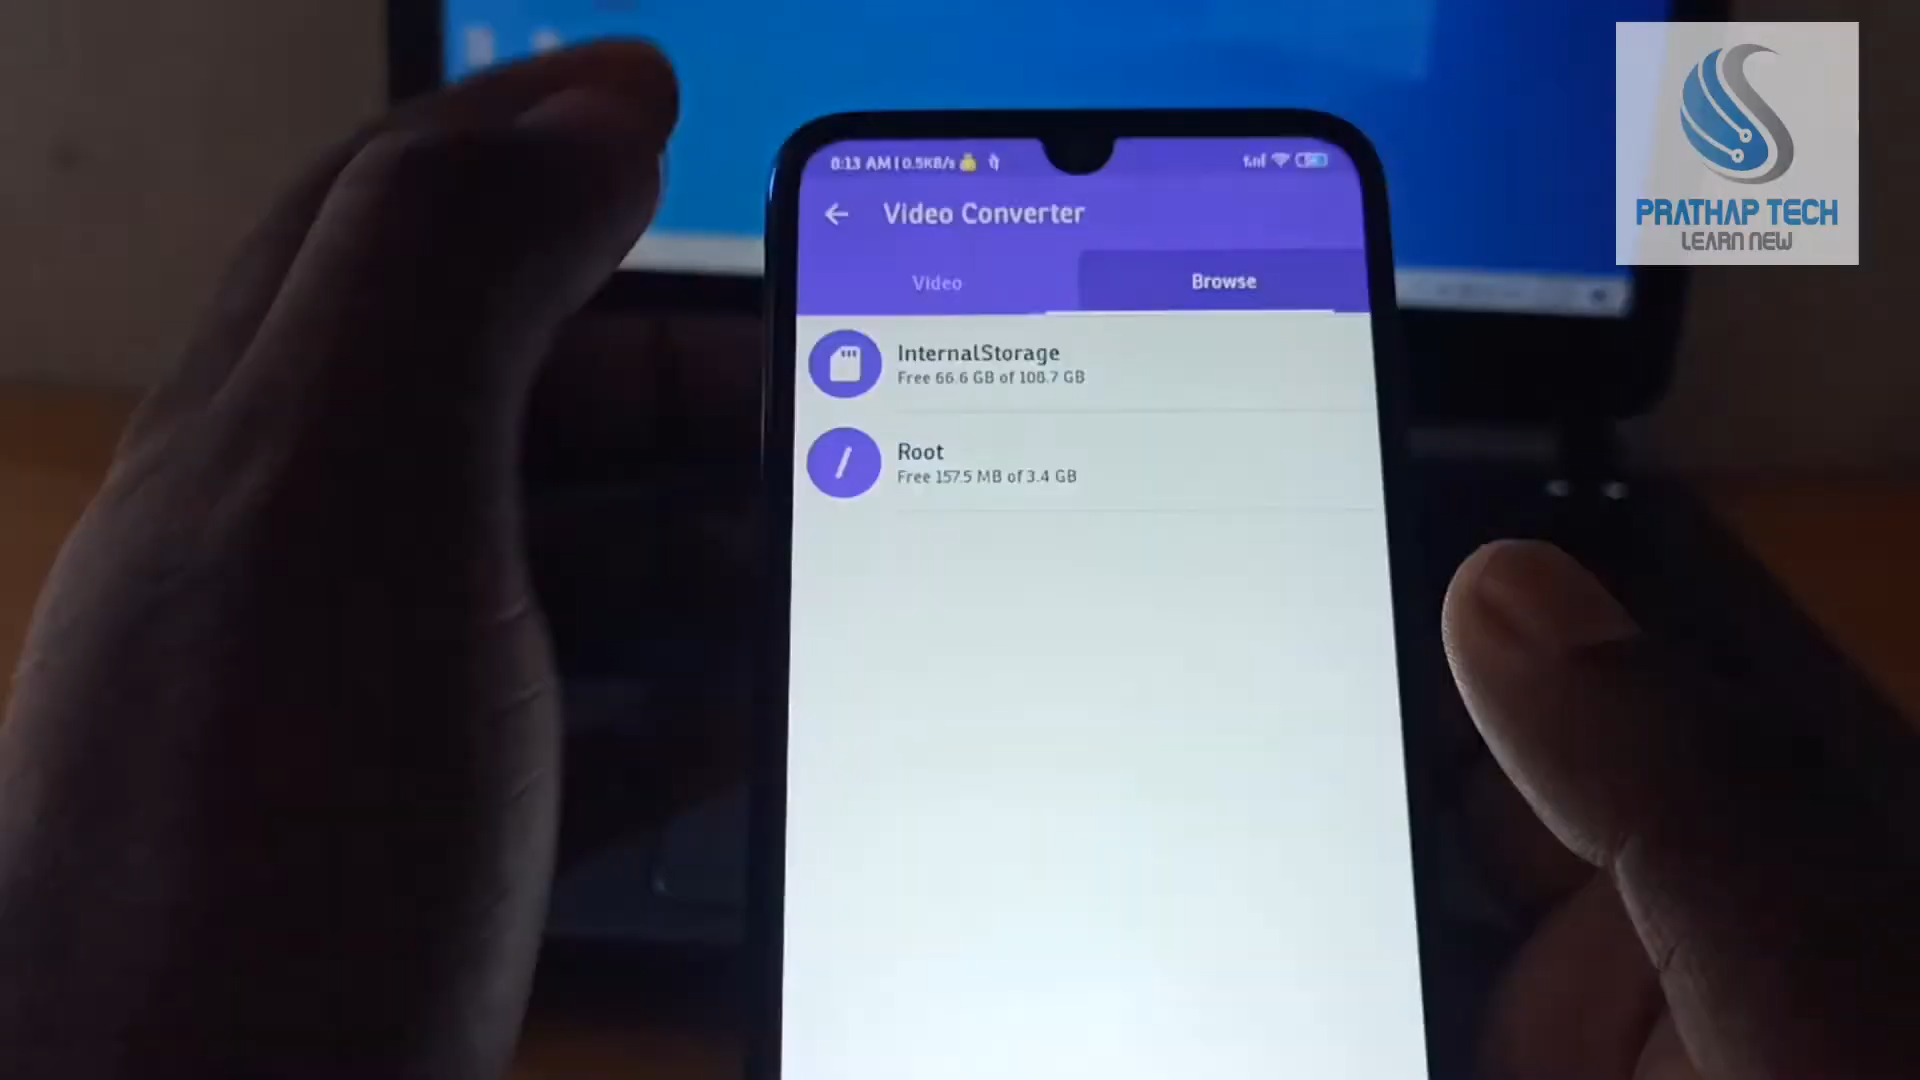 8:13 AM | 0.5KB/s
Video Converter
Video
Browse
InternalStorage
Free 66.6 GB of 108.7 GB
Root
Free 157.5 MB of 3.4 GB
PRATHAP TECH
LEARN NEW